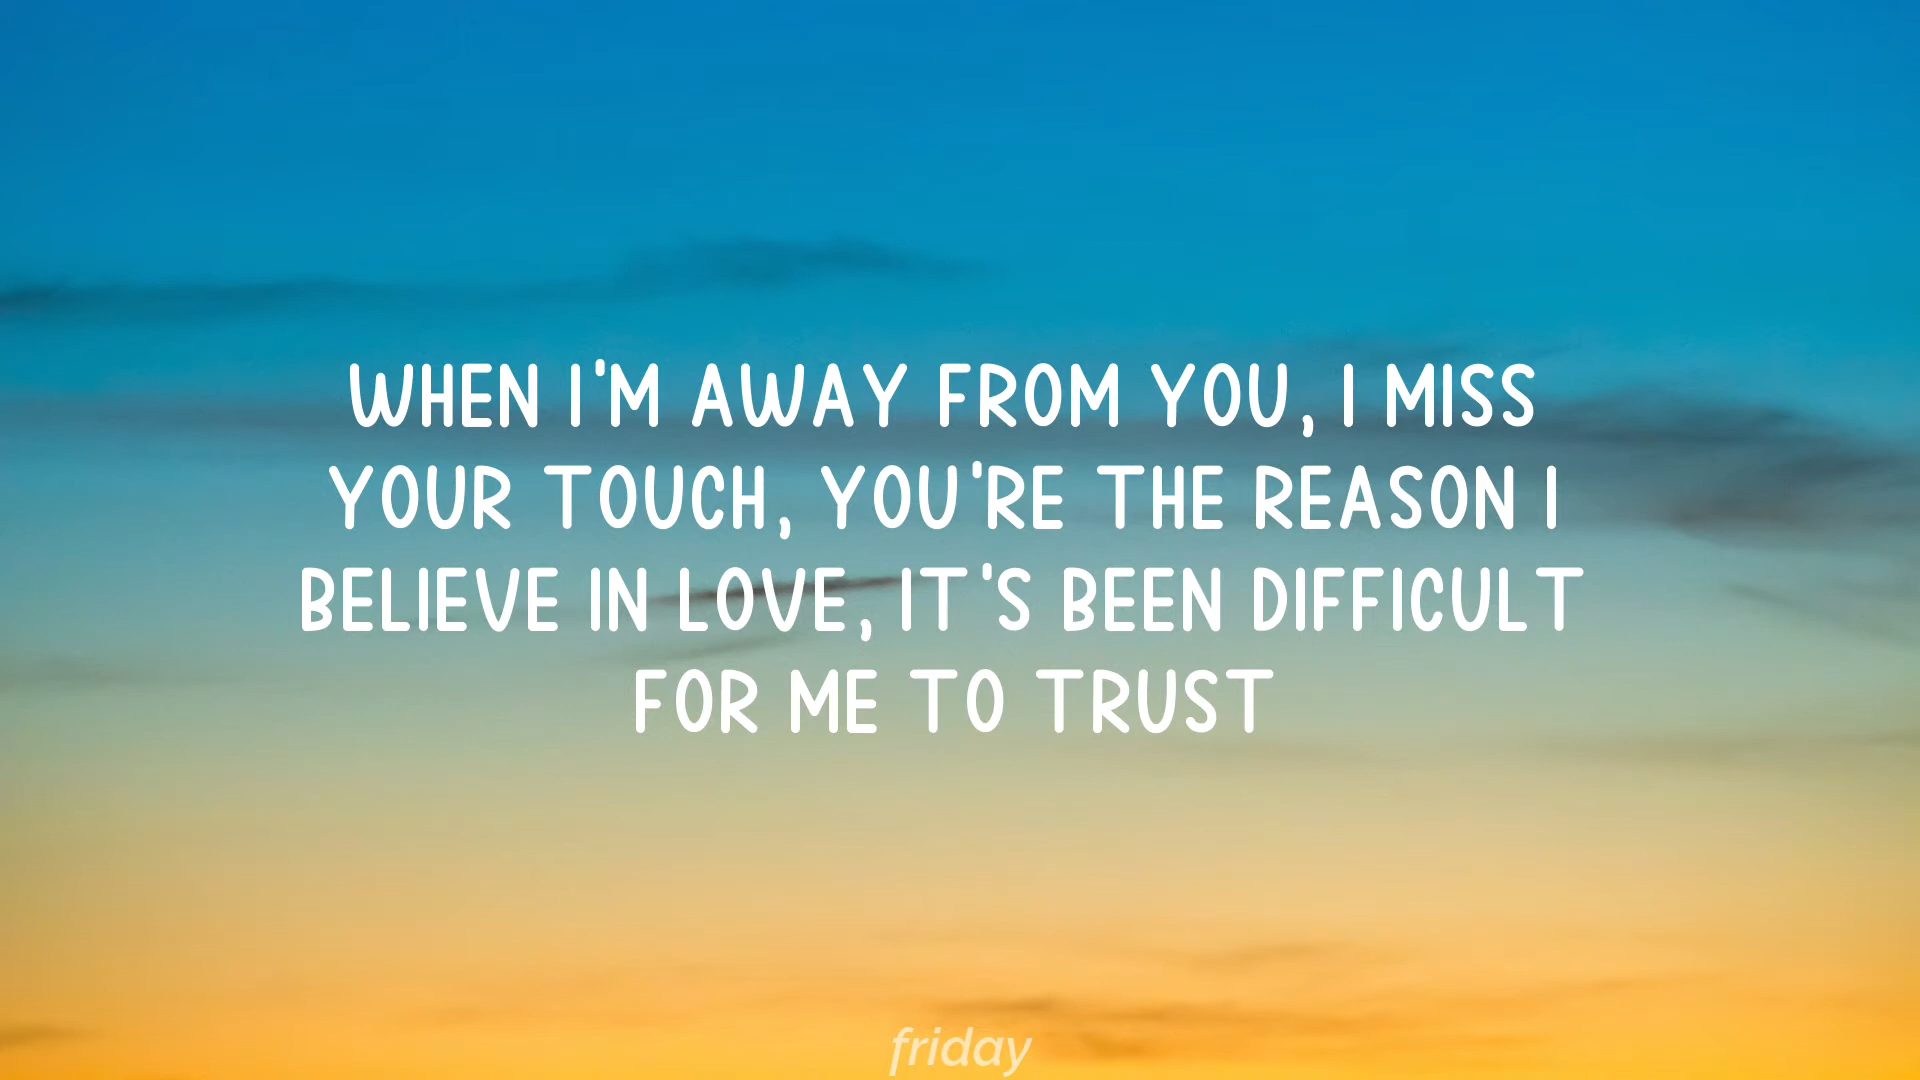 WHEN I'M AWAY FROM YOU, I MISS
YOUR TOUCH, YOU'RE THE REASON I
BELIEVE IN LOVE, IT'S BEEN DIFFICULT
FOR ME TO TRUST
friday